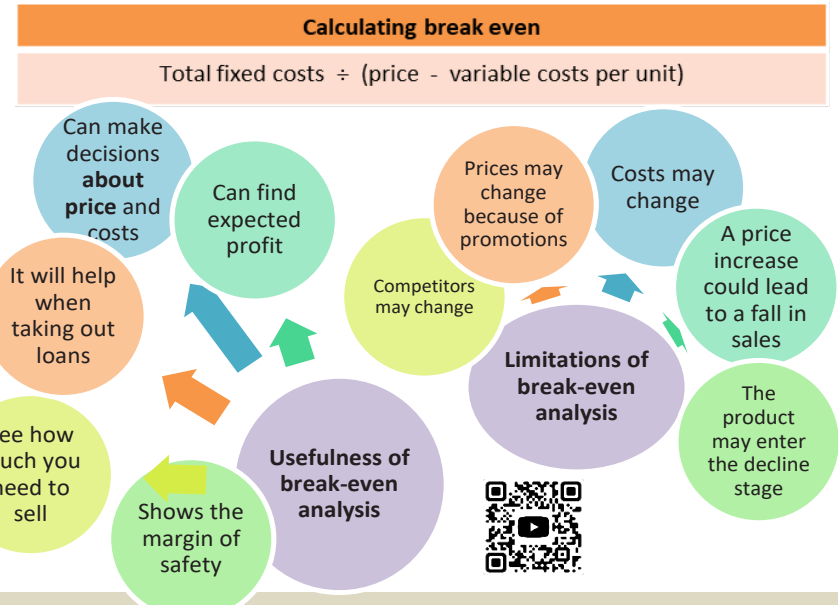 Calculating break even
Total fixed costs ÷ (price - variable costs per unit)
Can make
decisions
about
price and
costs
Can find
expected
profit
It will help
when
taking out
loans
ee how
uch you
need to
sell
Shows the
margin of
safety
Usefulness of
break-even
analysis
Prices may
change
because of
promotions
Costs may
change
Competitors
may change
A price
increase
could lead
to a fall in
sales
Limitations of
break-even
analysis
The
product
may enter
the decline
stage